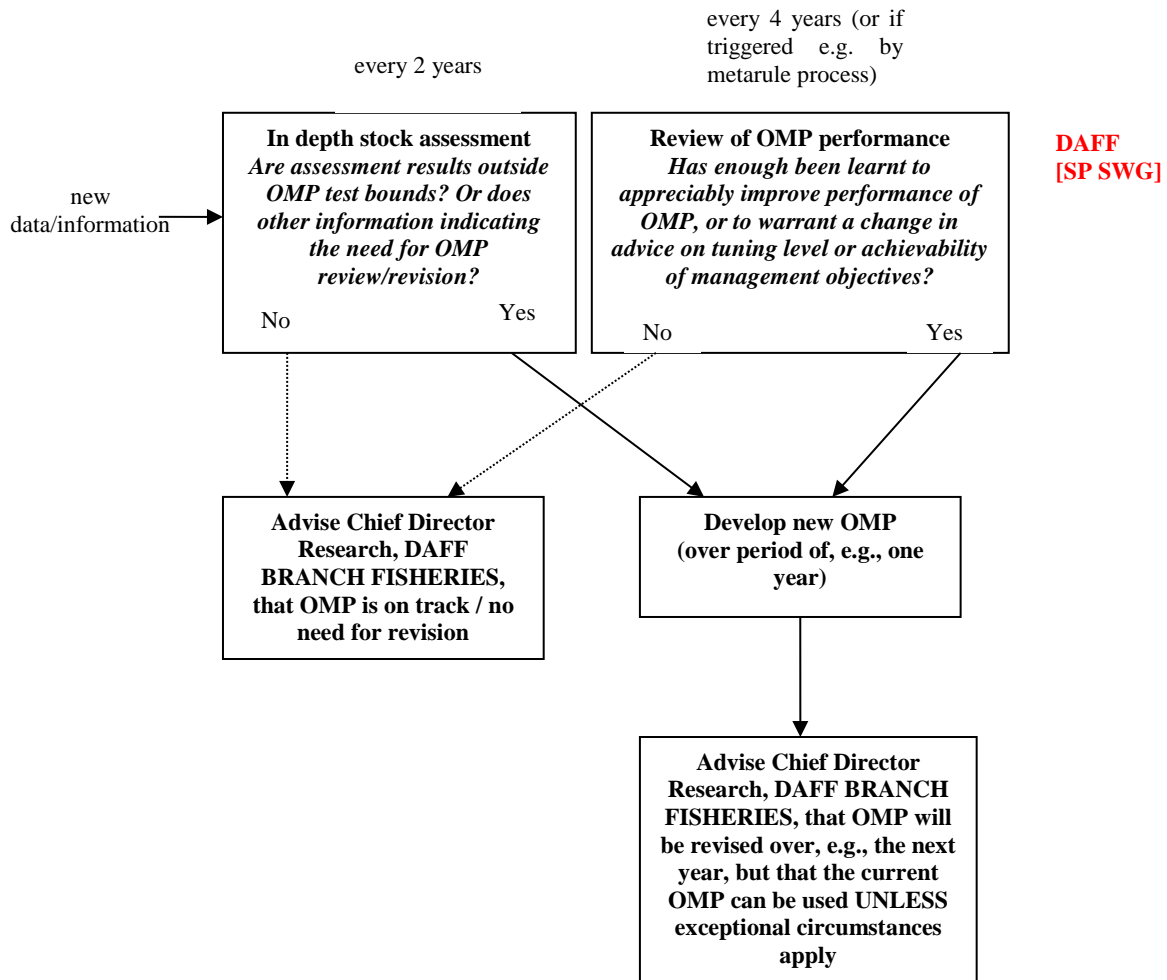 every 2 years
every 4 years (or if
triggered e.g. by
metarule process)
new
data/information
In depth stock assessment
Are assessment results outside
OMP test bounds? Or does
other information indicating
the need for OMP
review/revision?
No
Yes
Review of OMP performance
Has enough been learnt to
appreciably improve performance of
OMP, or to warrant a change in
advice on tuning level or achievability
of management objectives?
No
Yes
DAFF
[SP SWG]
Advise Chief Director
Research, DAFF
BRANCH FISHERIES,
that OMP is on track / no
need for revision
Develop new OMP
(over period of, e.g., one
year)
Advise Chief Director
Research, DAFF BRANCH
FISHERIES, that OMP will
be revised over, e.g., the next
year, but that the current
OMP can be used UNLESS
exceptional circumstances
apply